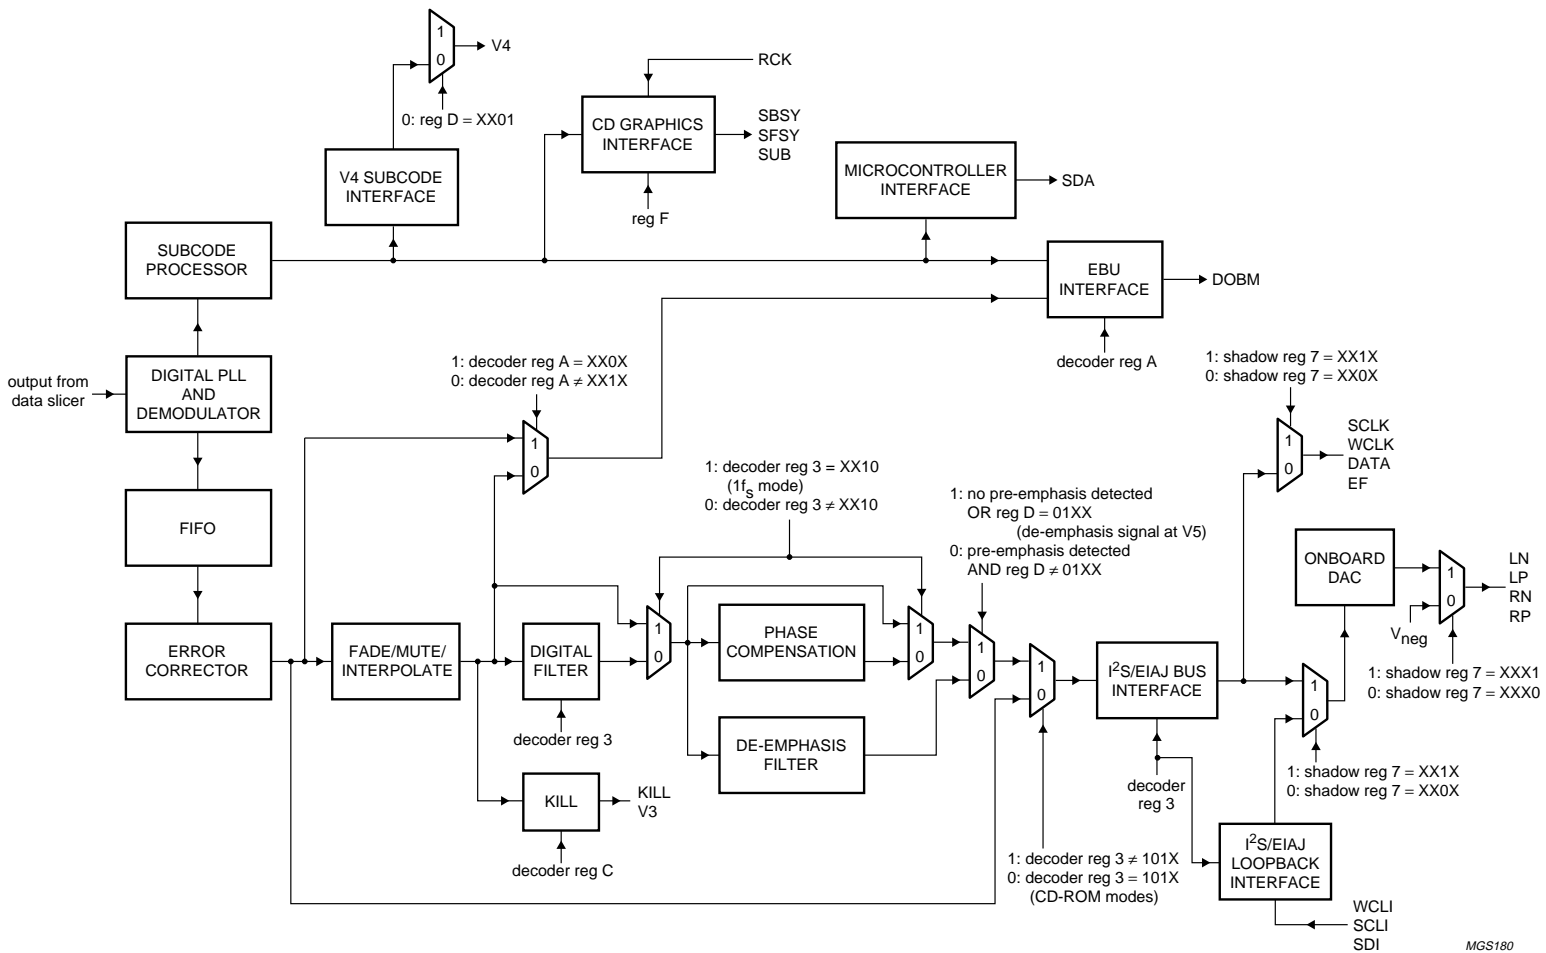 1
0
V4
0: reg D = XX01
RCK
CD GRAPHICS
INTERFACE
SBSY
SFSY
SUB
reg F
V4 SUBCODE
INTERFACE
MICROCONTROLLER
INTERFACE
SDA
SUBCODE
PROCESSOR
EBU
INTERFACE
DOBM
decoder reg A
output from
data slicer
DIGITAL PLL
AND
DEMODULATOR
1: decoder reg A = XX0X
0: decoder reg A ≠ XX1X
1
0
1: shadow reg 7 = XX1X
0: shadow reg 7 = XX0X
1
0
SCLK
WCLK
DATA
EF
FIFO
1: decoder reg 3 = XX10
(1fs mode)
0: decoder reg 3 ≠ XX10
1: no pre-emphasis detected
OR reg D = 01XX
(de-emphasis signal at V5)
0: pre-emphasis detected
AND reg D ≠ 01XX
ONBOARD
DAC
1
0
Vneg
LN
LP
RN
RP
1: shadow reg 7 = XXX1
0: shadow reg 7 = XXX0
ERROR
CORRECTOR
FADE/MUTE/
INTERPOLATE
DIGITAL
FILTER
decoder reg 3
1
0
PHASE
COMPENSATION
1
0
1
0
1
0
I2S/EIAJ BUS
INTERFACE
1
0
DE-EMPHASIS
FILTER
1: shadow reg 7 = XX1X
0: shadow reg 7 = XX0X
decoder
reg 3
KILL
KILL
V3
decoder reg C
1: decoder reg 3 ≠ 101X
0: decoder reg 3 = 101X
(CD-ROM modes)
I2S/EIAJ
LOOPBACK
INTERFACE
WCLI
SCLI
SDI
MGS180